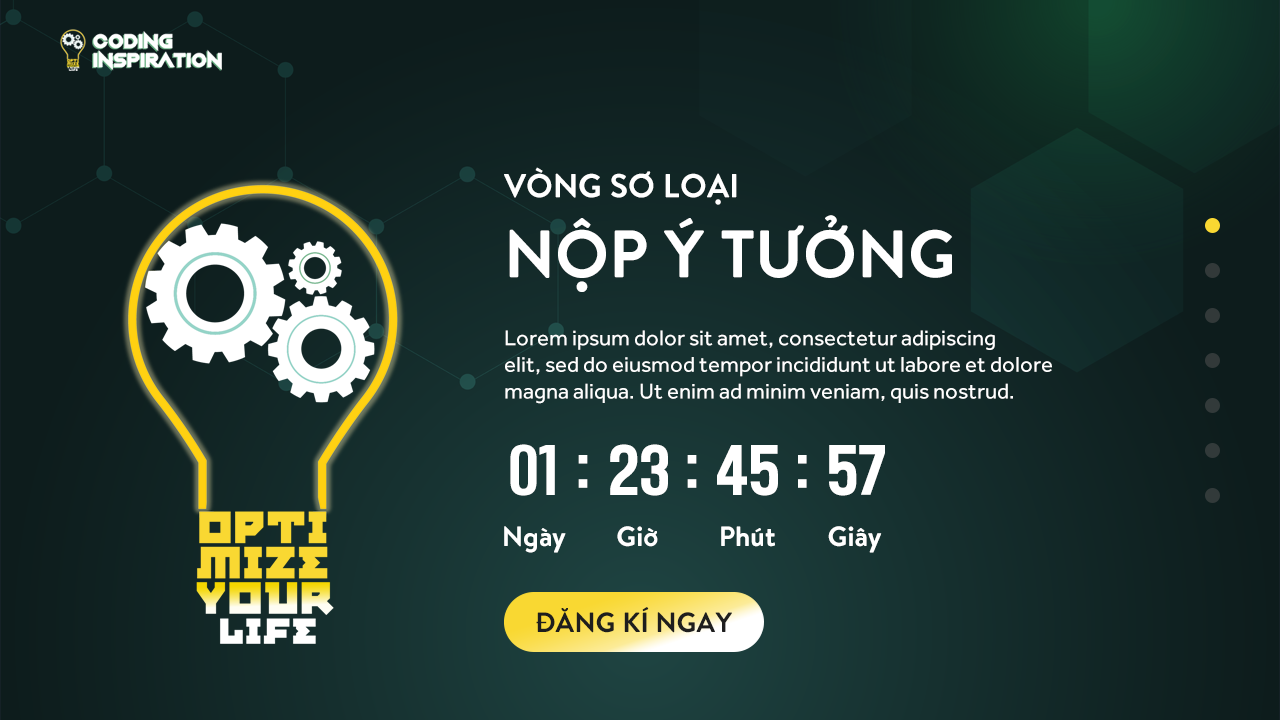 CODING
INSPIRATION
VÒNG SƠ LOẠI
NỘP Ý TƯỞNG
Lorem ipsum dolor sit amet, consectetur adipiscing
elit, sed do eiusmod tempor incididunt ut labore et dolore
magna aliqua. Ut enim ad minim veniam, quis nostrud.
01 : 23 : 45 : 57
Ngày Giờ Phút Giây
ĐĂNG KÍ NGAY
OPTI
MIZE
YOUR
LIFE